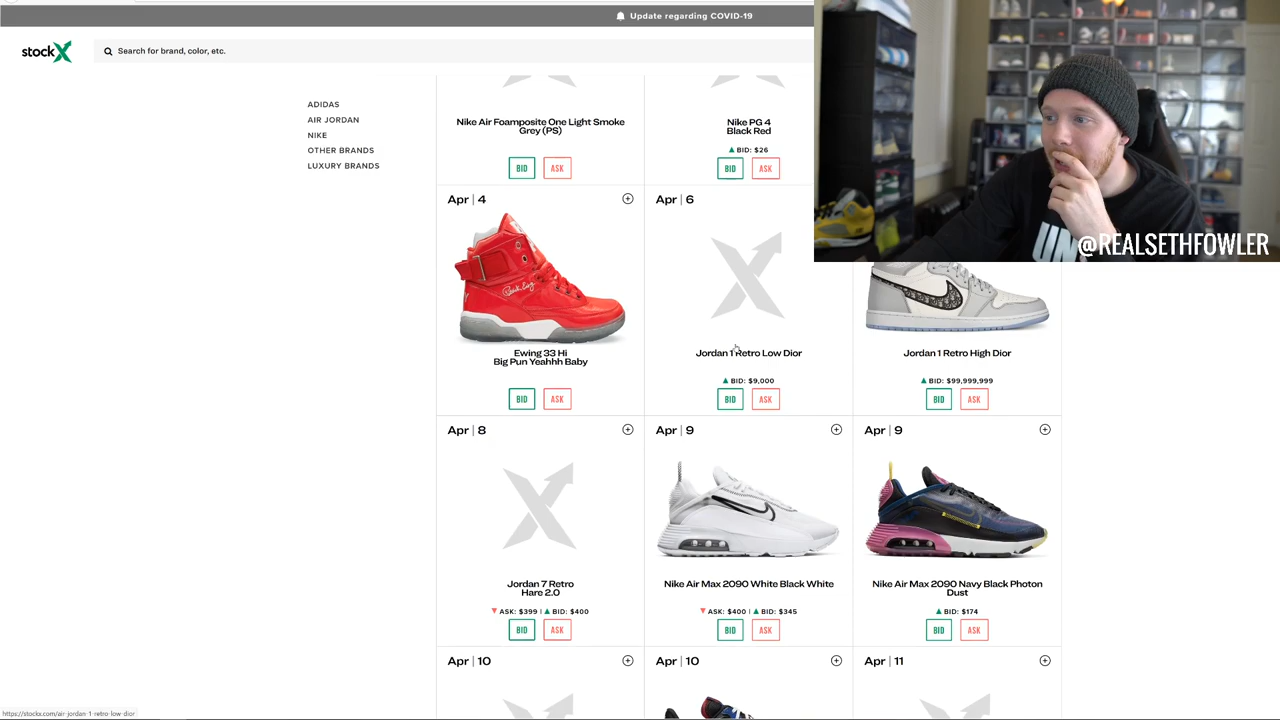 Update regarding COVID-19
stockX
Search for brand, color, etc.
ADIDAS
AIR JORDAN
NIKE
OTHER BRANDS
LUXURY BRANDS
Nike Air Foamposite One Light Smoke
Grey (PS)
BID ASK
Nike PG 4
Black Red
BID: $26
BID ASK
@REALSETHFOWLER
Apr | 4
Ewing 33 Hi
Big Pun Yeahhh Baby
BID ASK
Apr | 6
Jordan 1 Retro Low Dior
BID: $9,000
BID ASK
Jordan 1 Retro High Dior
BID: $99,999,999
BID ASK
Apr | 8
Jordan 7 Retro
Hare 2.0
ASK: $399 | BID: $400
BID ASK
Apr | 9
Nike Air Max 2090 White Black White
ASK: $400 | BID: $345
BID ASK
Apr | 9
Nike Air Max 2090 Navy Black Photon
Dust
BID: $174
BID ASK
Apr | 10
Apr | 10
Apr | 11
https://stockx.com/air-jordan-1-retro-low-dior